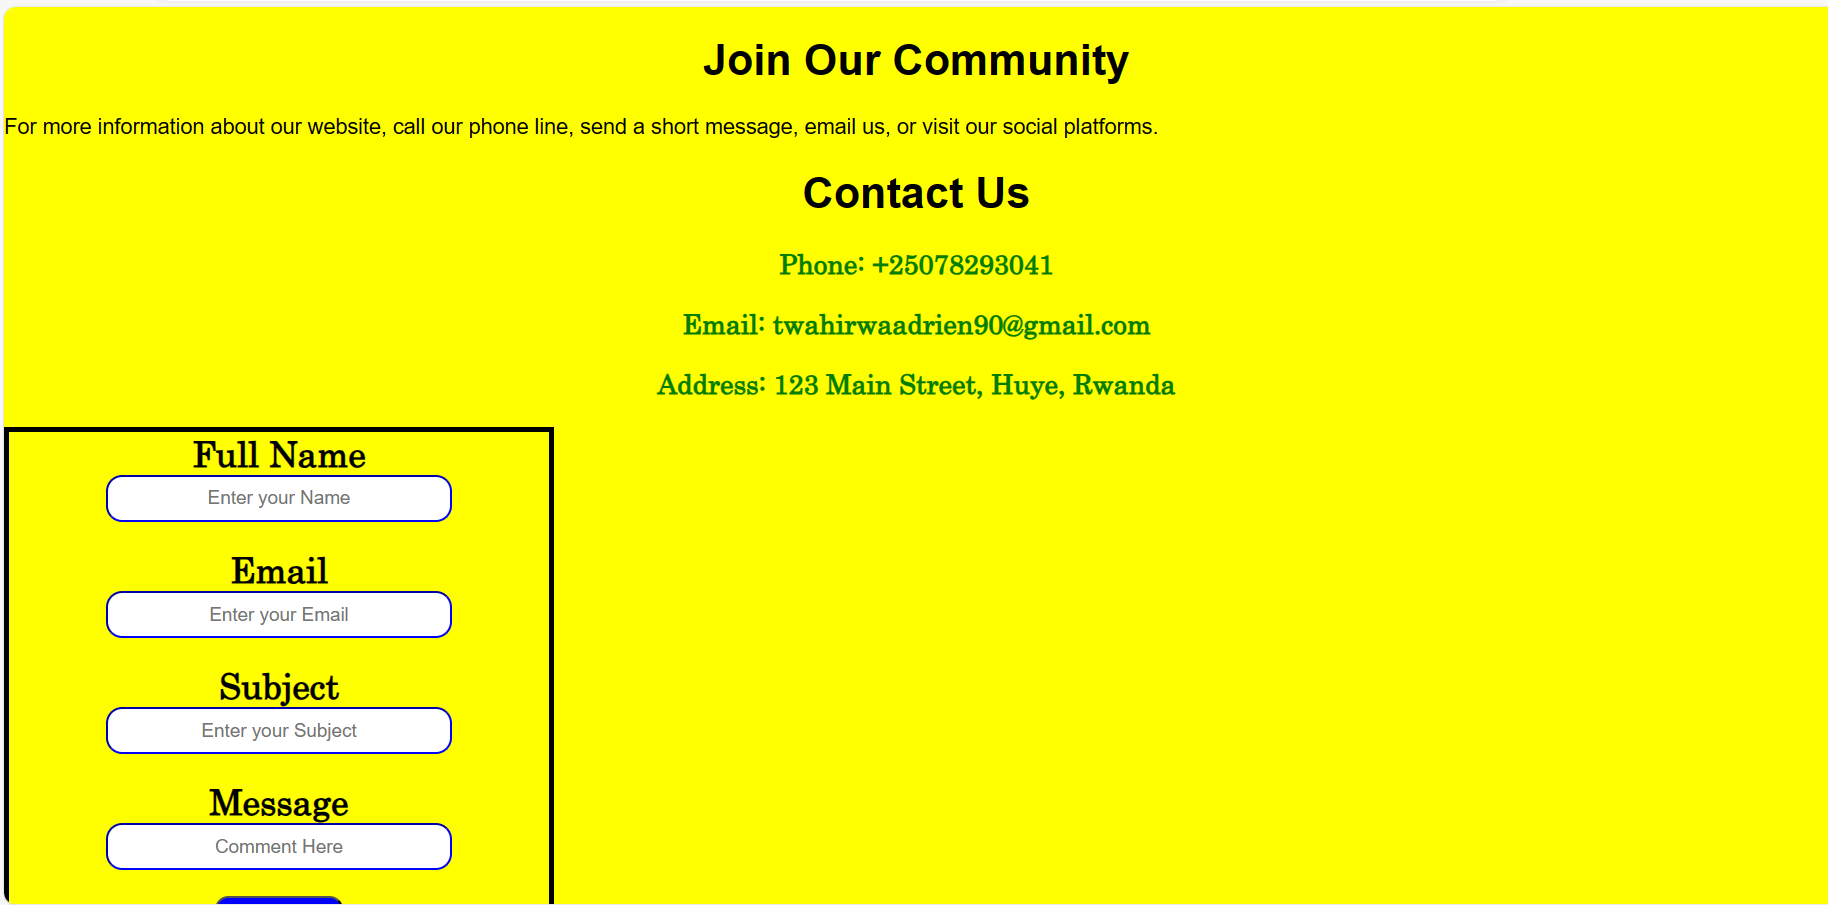 Join Our Community
For more information about our website, call our phone line, send a short message, email us, or visit our social platforms.
Contact Us
Phone: +25078293041
Email: twahirwaadrien90@gmail.com
Address: 123 Main Street, Huye, Rwanda
Full Name
Enter your Name
Email
Enter your Email
Subject
Enter your Subject
Message
Comment Here